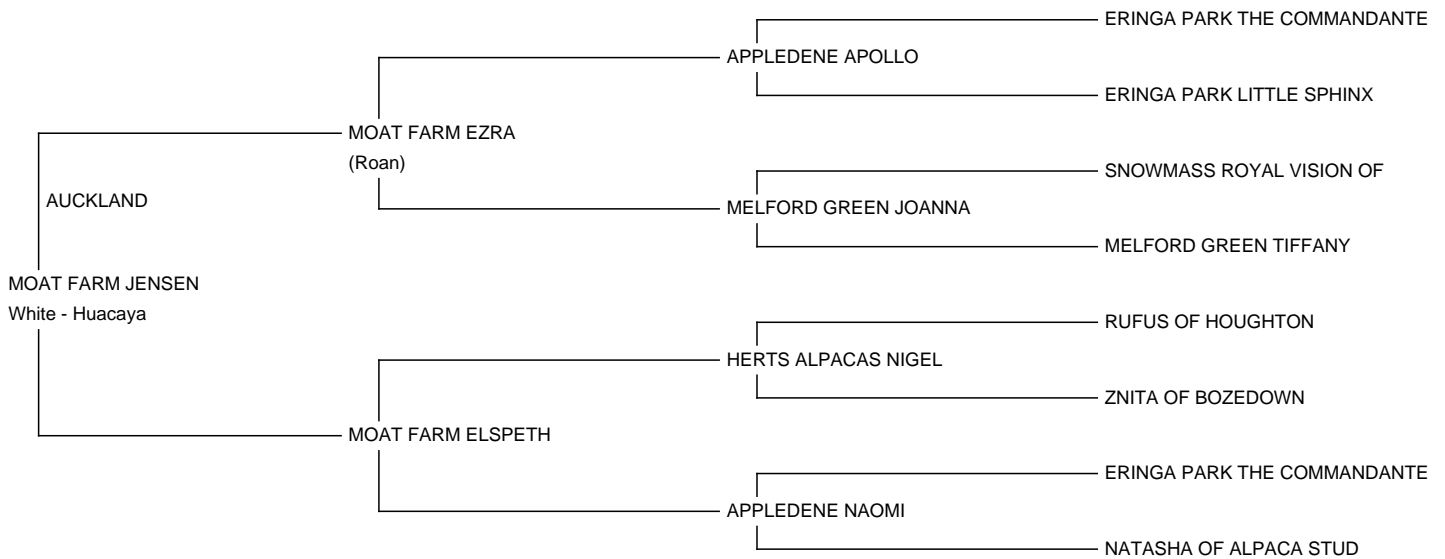 ERINGA PARK THE COMMANDANTE
APPLEDENE APOLLO
ERINGA PARK LITTLE SPHINX
MOAT FARM EZRA
(Roan)
SNOWMASS ROYAL VISION OF
AUCKLAND
MELFORD GREEN JOANNA
MELFORD GREEN TIFFANY
MOAT FARM JENSEN
White - Huacaya
RUFUS OF HOUGHTON
HERTS ALPACAS NIGEL
ZNITA OF BOZEDOWN
MOAT FARM ELSPETH
ERINGA PARK THE COMMANDANTE
APPLEDENE NAOMI
NATASHA OF ALPACA STUD